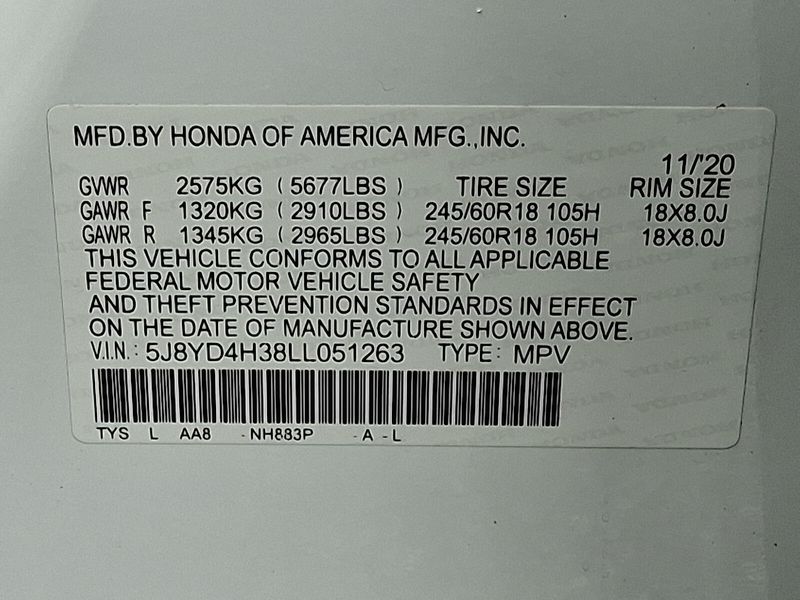 MFD.BY HONDA OF AMERICA MFG.,INC.
11/'20
GVWR 2575KG (5677LBS) TIRE SIZE RIM SIZE
GAWR F 1320KG (2910LBS) 245/60R18 105H 18X8.0J
GAWR R 1345KG (2965LBS) 245/60R18 105H 18X8.0J
THIS VEHICLE CONFORMS TO ALL APPLICABLE
FEDERAL MOTOR VEHICLE SAFETY
AND THEFT PREVENTION STANDARDS IN EFFECT
ON THE DATE OF MANUFACTURE SHOWN ABOVE.
V.I.N.: 5J8YD4H38LL051263 TYPE: MPV
TYS L AA8 -NH883P -A-L